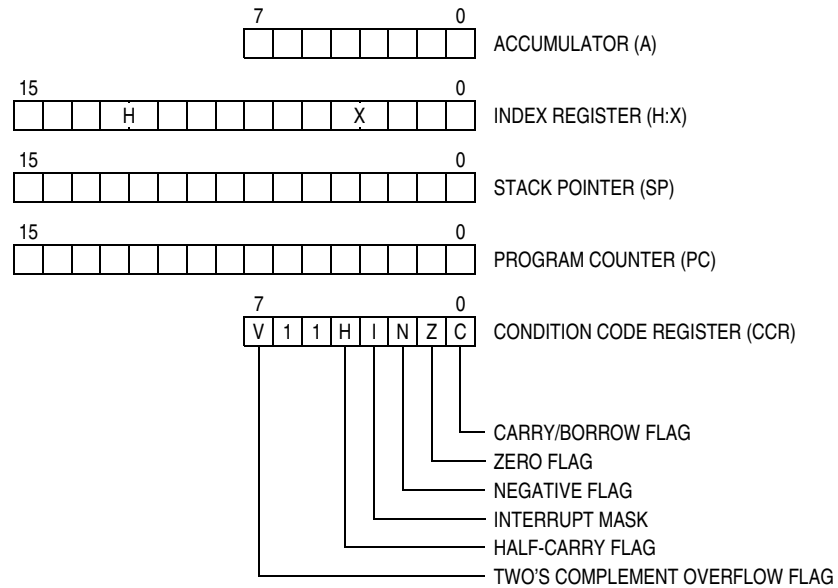 7 0
ACCUMULATOR (A)
15 0
H X INDEX REGISTER (H:X)
15 0
STACK POINTER (SP)
15 0
PROGRAM COUNTER (PC)
7 0
V 1 1 H I N Z C CONDITION CODE REGISTER (CCR)
CARRY/BORROW FLAG
ZERO FLAG
NEGATIVE FLAG
INTERRUPT MASK
HALF-CARRY FLAG
TWO'S COMPLEMENT OVERFLOW FLAG